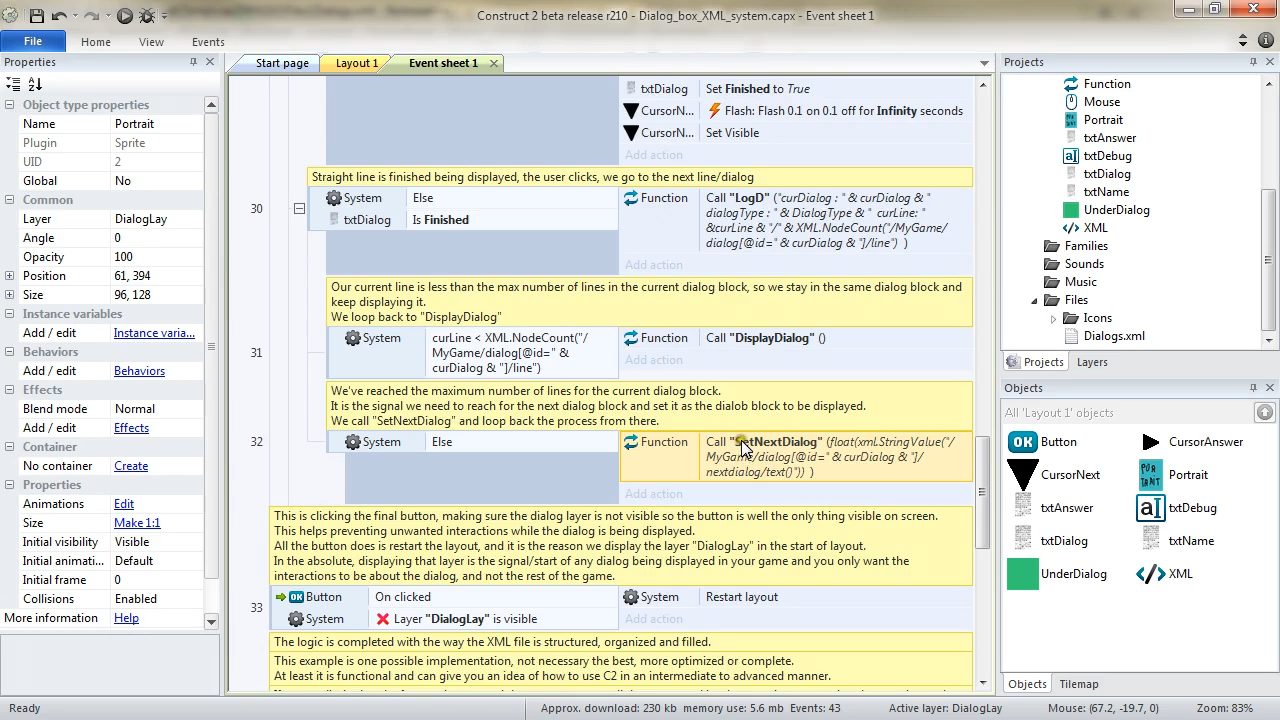 Construct 2 beta release r210 - Dialog_box_XML_system.capx - Event sheet 1
File Home View Events
Properties
Start page Layout 1 Event sheet 1
Projects
Object type properties
Name Portrait
Plugin Sprite
UID 2
Global No
Common
Layer DialogLay
Angle 0
Opacity 100
Position 61, 394
Size 96, 128
Instance variables
Add / edit Instance varia...
Behaviors
Add / edit Behaviors
Effects
Blend mode Normal
Add / edit Effects
Container
No container Create
Properties
Animations Edit
Size Make 1:1
Initial visibility Visible
Initial animati... Default
Initial frame 0
Collisions Enabled
More information Help
txtDialog Set Finished to True
CursorN... Flash: Flash 0.1 on 0.1 off for Infinity seconds
CursorN... Set Visible
Add action
Straight line is finished being displayed, the user clicks, we go to the next line/dialog
30
System Else
txtDialog Is Finished
Function Call "LogD" ("curDialog : " & curDialog & "
dialogType : " & DialogType & " curLine: "
&curLine & "/" & XML.NodeCount("/MyGame/
dialog[@id=" & curDialog & "]/line") )
Add action
Our current line is less than the max number of lines in the current dialog block, so we stay in the same dialog block and
keep displaying it.
We loop back to "DisplayDialog"
31
System curLine < XML.NodeCount("/
MyGame/dialog[@id=" &
curDialog & "]/line")
Function Call "DisplayDialog" ()
Add action
We've reached the maximum number of lines for the current dialog block.
It is the signal we need to reach for the next dialog block and set it as the dialob block to be displayed.
We call "SetNextDialog" and loop back the process from there.
32
System Else
Function Call "SetNextDialog" (float(xml.StringValue("/
MyGame/dialog[@id=" & curDialog & "]/
nextdialog/text()")) )
Add action
This is clicking the final button, making sure the dialog layer is not visible so the button is well the only thing visible on screen.
This helps preventing unwanted interactions while the dialog is being displayed.
All the button does is restart the layout, and it is the reason we display the layer "DialogLay" in the start of layout.
In the absolute, displaying that layer is the signal/start of any dialog being displayed in your game and you only want the
interactions to be about the dialog, and not the rest of the game.
33
OK Button On clicked
System Layer "DialogLay" is visible
System Restart layout
The logic is completed with the way the XML file is structured, organized and filled.
This example is one possible implementation, not necessary the best, more optimized or complete.
At least it is functional and can give you an idea of how to use C2 in an intermediate to advanced manner.
Function
Mouse
Portrait
txtAnswer
txtDebug
txtDialog
txtName
UnderDialog
XML
Families
Sounds
Music
Files
Icons
Dialogs.xml
Projects Layers
Objects
All 'Layout 1' objects
OK Button CursorAnswer
CursorNext Portrait
txtAnswer txtDebug
txtDialog txtName
UnderDialog XML
Objects Tilemap
Ready Approx. download: 230 kb memory use: 5.6 mb Events: 43 Active layer: DialogLay Mouse: (67.2, -19.7, 0) Zoom: 83%